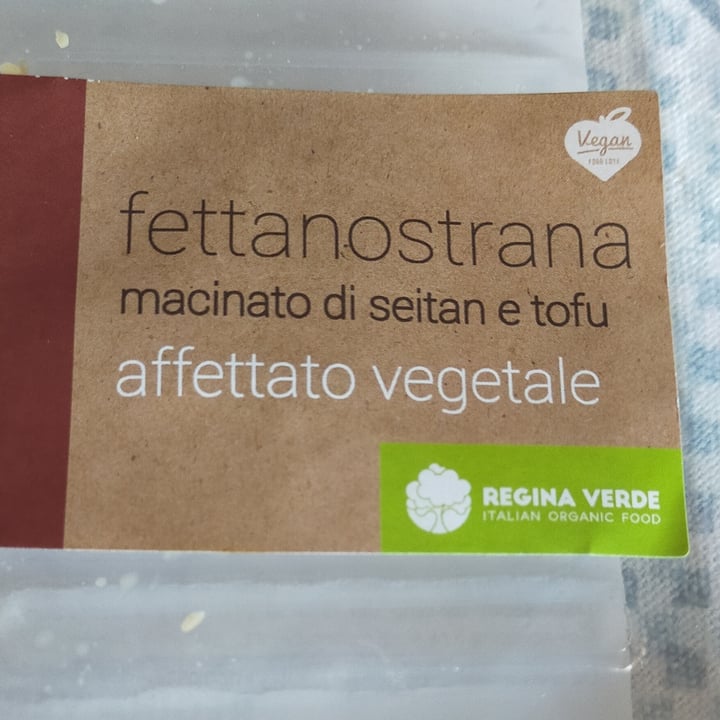 Vegan
fettanostrana
macinato di seitan e tofu
affettato vegetale
REGINA VERDE
ITALIAN ORGANIC FOOD